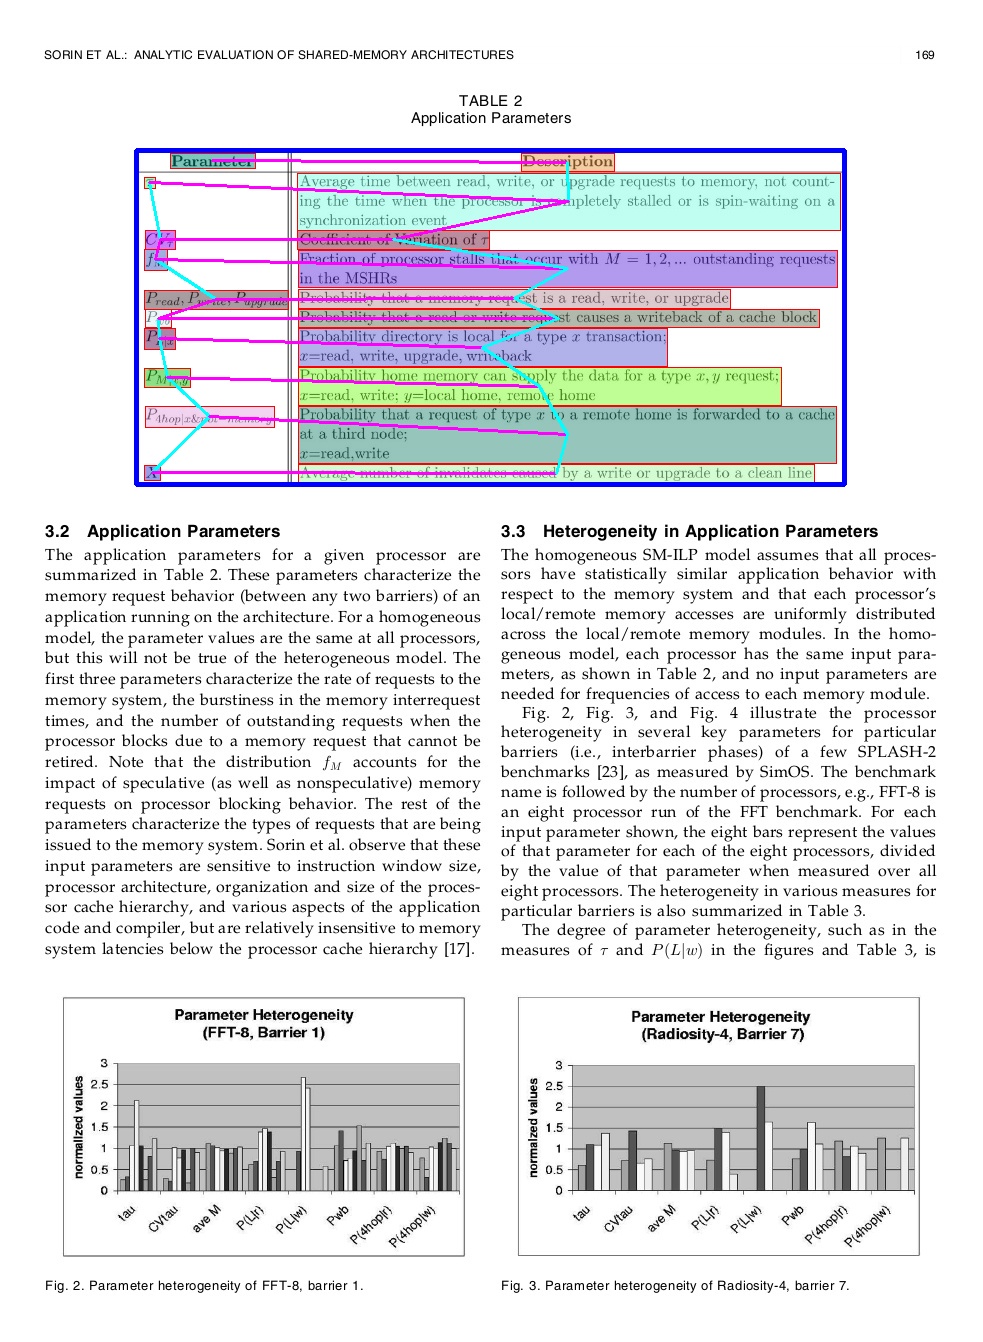 SORIN ET AL.: ANALYTIC EVALUATION OF SHARED-MEMORY ARCHITECTURES 169
TABLE 2
Application Parameters
Parameter Description
τ Average time between read, write, or upgrade requests to memory, not count-
ing the time when the processor is completely stalled or is spin-waiting on a
synchronization event
CVτ Coefficient of Variation of τ
fM Fraction of processor stalls that occur with M = 1, 2, ... outstanding requests
in the MSHRs
Pread, Pwrite, Pupgrade Probability that a memory request is a read, write, or upgrade
Probability that a read or write request causes a writeback of a cache block
Probability directory is local for a type x transaction;
x=read, write, upgrade, writeback
Probability home memory can supply the data for a type x, y request;
x=read, write; y=local home, remote home
Probability that a request of type x to a remote home is forwarded to a cache
at a third node;
x=read,write
X Average number of invalidates caused by a write or upgrade to a clean line
3.2 Application Parameters
The application parameters for a given processor are
summarized in Table 2. These parameters characterize the
memory request behavior (between any two barriers) of an
application running on the architecture. For a homogeneous
model, the parameter values are the same at all processors,
but this will not be true of the heterogeneous model. The
first three parameters characterize the rate of requests to the
memory system, the burstiness in the memory interrequest
times, and the number of outstanding requests when the
processor blocks due to a memory request that cannot be
retired. Note that the distribution fM accounts for the
impact of speculative (as well as nonspeculative) memory
requests on processor blocking behavior. The rest of the
parameters characterize the types of requests that are being
issued to the memory system. Sorin et al. observe that these
input parameters are sensitive to instruction window size,
processor architecture, organization and size of the proces-
sor cache hierarchy, and various aspects of the application
code and compiler, but are relatively insensitive to memory
system latencies below the processor cache hierarchy [17].
3.3 Heterogeneity in Application Parameters
The homogeneous SM-ILP model assumes that all proces-
sors have statistically similar application behavior with
respect to the memory system and that each processor's
local/remote memory accesses are uniformly distributed
across the local/remote memory modules. In the homo-
geneous model, each processor has the same input para-
meters, as shown in Table 2, and no input parameters are
needed for frequencies of access to each memory module.
Fig. 2, Fig. 3, and Fig. 4 illustrate the processor
heterogeneity in several key parameters for particular
barriers (i.e., interbarrier phases) of a few SPLASH-2
benchmarks [23], as measured by SimOS. The benchmark
name is followed by the number of processors, e.g., FFT-8 is
an eight processor run of the FFT benchmark. For each
input parameter shown, the eight bars represent the values
of that parameter for each of the eight processors, divided
by the value of that parameter when measured over all
eight processors. The heterogeneity in various measures for
particular barriers is also summarized in Table 3.
The degree of parameter heterogeneity, such as in the
measures of τ and P(L|w) in the figures and Table 3, is
Parameter Heterogeneity
(FFT-8, Barrier 1)
normalized values
3
2.5
2
1.5
1
0.5
0
tau CVtau ave M P(L|r) P(L|w) Pwb P(4hop|r) P(4hop|w)
Fig. 2. Parameter heterogeneity of FFT-8, barrier 1.
Parameter Heterogeneity
(Radiosity-4, Barrier 7)
normalzed values
3
2.5
2
1.5
1
0.5
0
tau CVtau ave M P(L|r) P(L|w) Pwb P(4hop|r) P(4hop|w)
Fig. 3. Parameter heterogeneity of Radiosity-4, barrier 7.